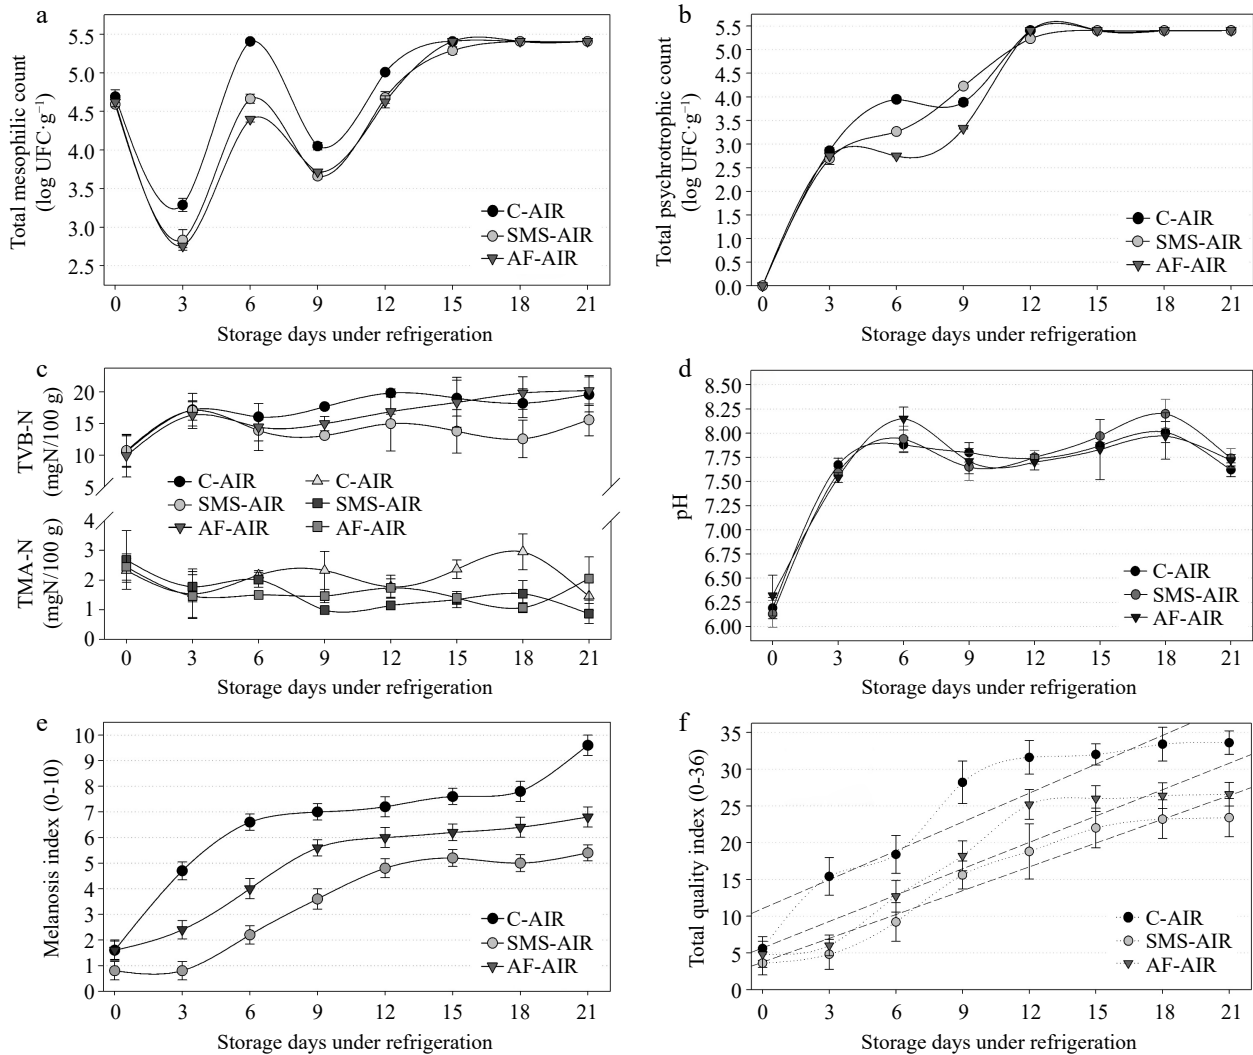 a
Total mesophilic count
(log UFC·g⁻¹)
5.5
5.0
4.5
4.0
3.5
3.0
2.5
C-AIR
SMS-AIR
AF-AIR
0 3 6 9 12 15 18 21
Storage days under refrigeration
b
Total psychrotrophic count
(log UFC·g⁻¹)
5.5
5.0
4.5
4.0
3.5
3.0
2.5
2.0
1.5
1.0
0.5
0.0
C-AIR
SMS-AIR
AF-AIR
0 3 6 9 12 15 18 21
Storage days under refrigeration
c
TVB-N
(mgN/100 g)
20
15
10
5
C-AIR C-AIR
SMS-AIR SMS-AIR
AF-AIR AF-AIR
TMA-N
(mgN/100 g)
4
3
2
1
0
0 3 6 9 12 15 18 21
Storage days under refrigeration
d
pH
8.50
8.25
8.00
7.75
7.50
7.25
7.00
6.75
6.50
6.25
6.00
C-AIR
SMS-AIR
AF-AIR
0 3 6 9 12 15 18 21
Storage days under refrigeration
e
Melanosis index (0-10)
10
9
8
7
6
5
4
3
2
1
0
C-AIR
SMS-AIR
AF-AIR
0 3 6 9 12 15 18 21
Storage days under refrigeration
f
Total quality index (0-36)
35
30
25
20
15
10
5
0
C-AIR
SMS-AIR
AF-AIR
0 3 6 9 12 15 18 21
Storage days under refrigeration